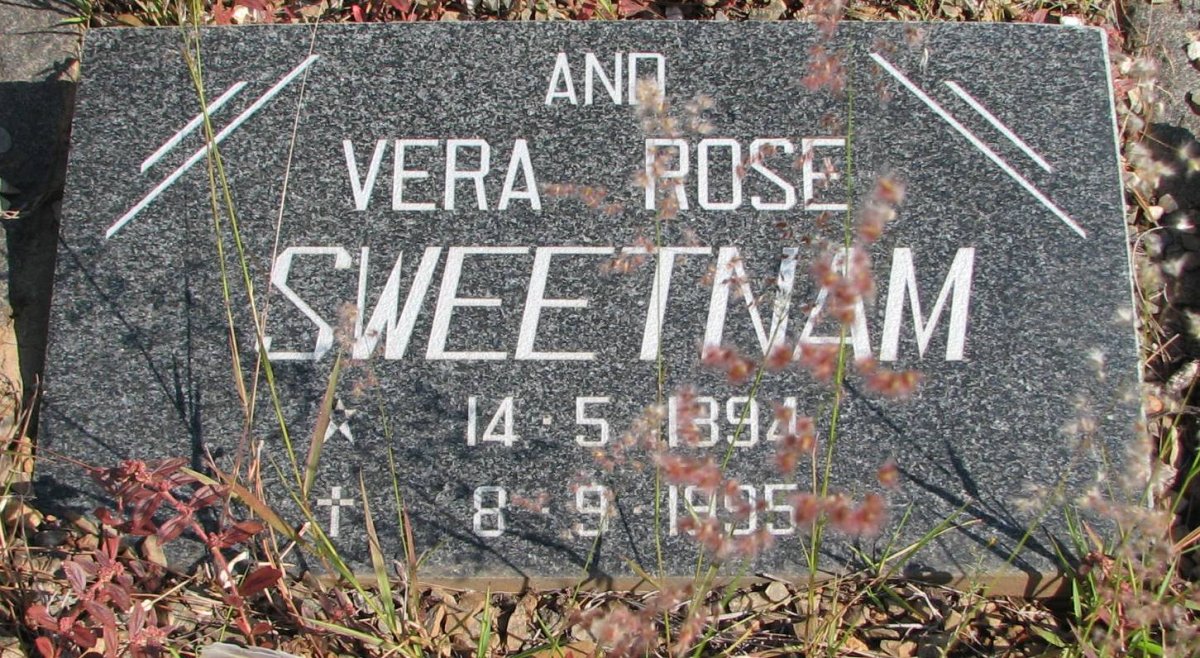 AND
VERA ROSE
SWEETNAM
14·5·1894
8·9·1995